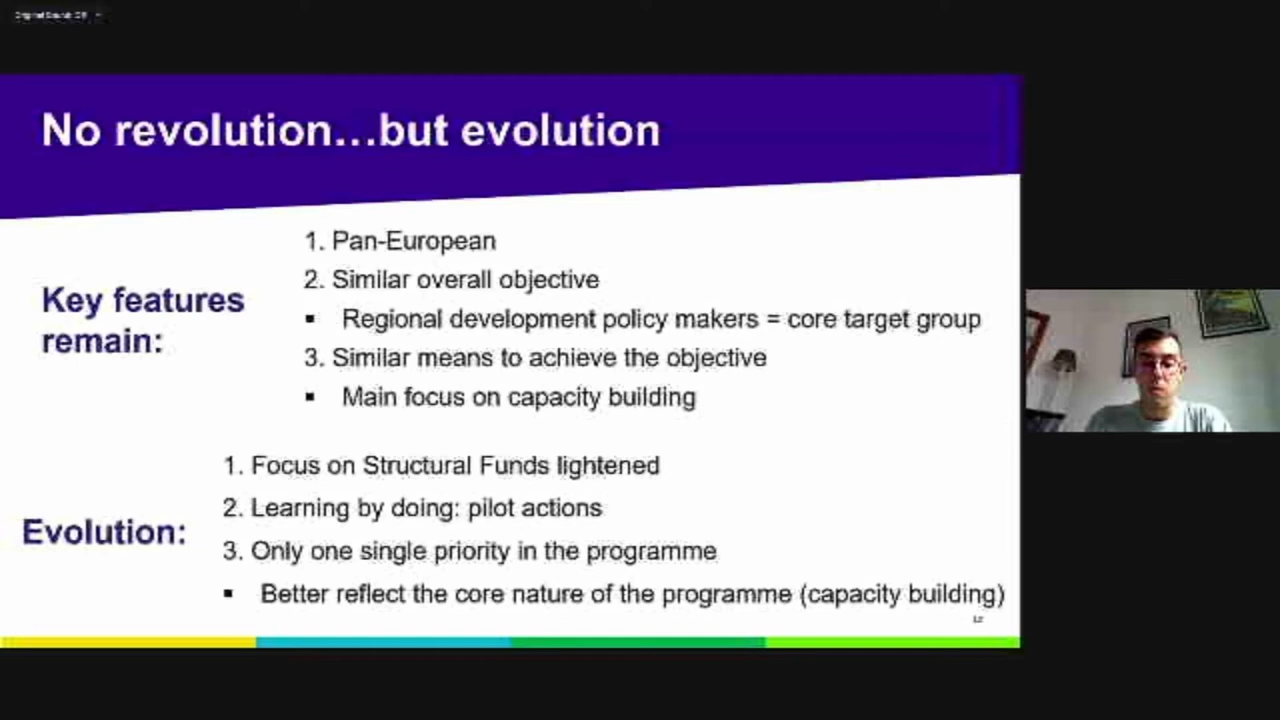 Original Sound: Off
No revolution...but evolution
Key features
remain:
1. Pan-European
2. Similar overall objective
▪ Regional development policy makers = core target group
3. Similar means to achieve the objective
▪ Main focus on capacity building
Evolution:
1. Focus on Structural Funds lightened
2. Learning by doing: pilot actions
3. Only one single priority in the programme
▪ Better reflect the core nature of the programme (capacity building)